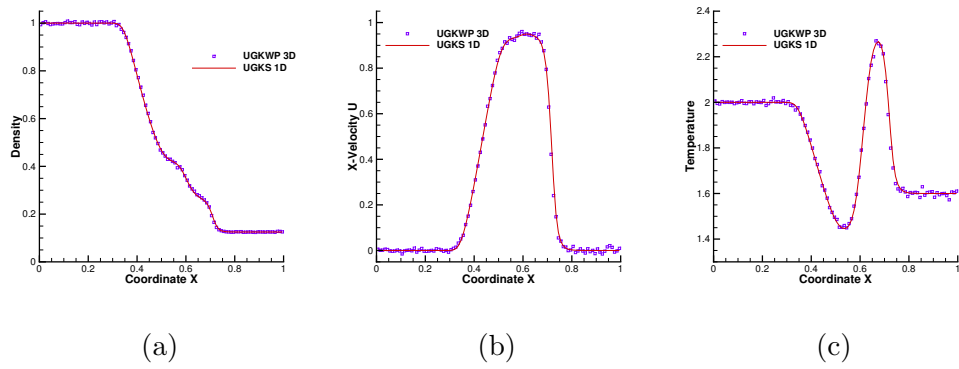 Density
1
0.8
0.6
0.4
0.2
0
0 0.2 0.4 0.6 0.8 1
Coordinate X
UGKWP 3D
UGKS 1D
(a)
X-Velocity U
0.8
0.6
0.4
0.2
0
0 0.2 0.4 0.6 0.8 1
Coordinate X
UGKWP 3D
UGKS 1D
(b)
Temperature
2.4
2.2
2
1.8
1.6
1.4
0 0.2 0.4 0.6 0.8 1
Coordinate X
UGKWP 3D
UGKS 1D
(c)